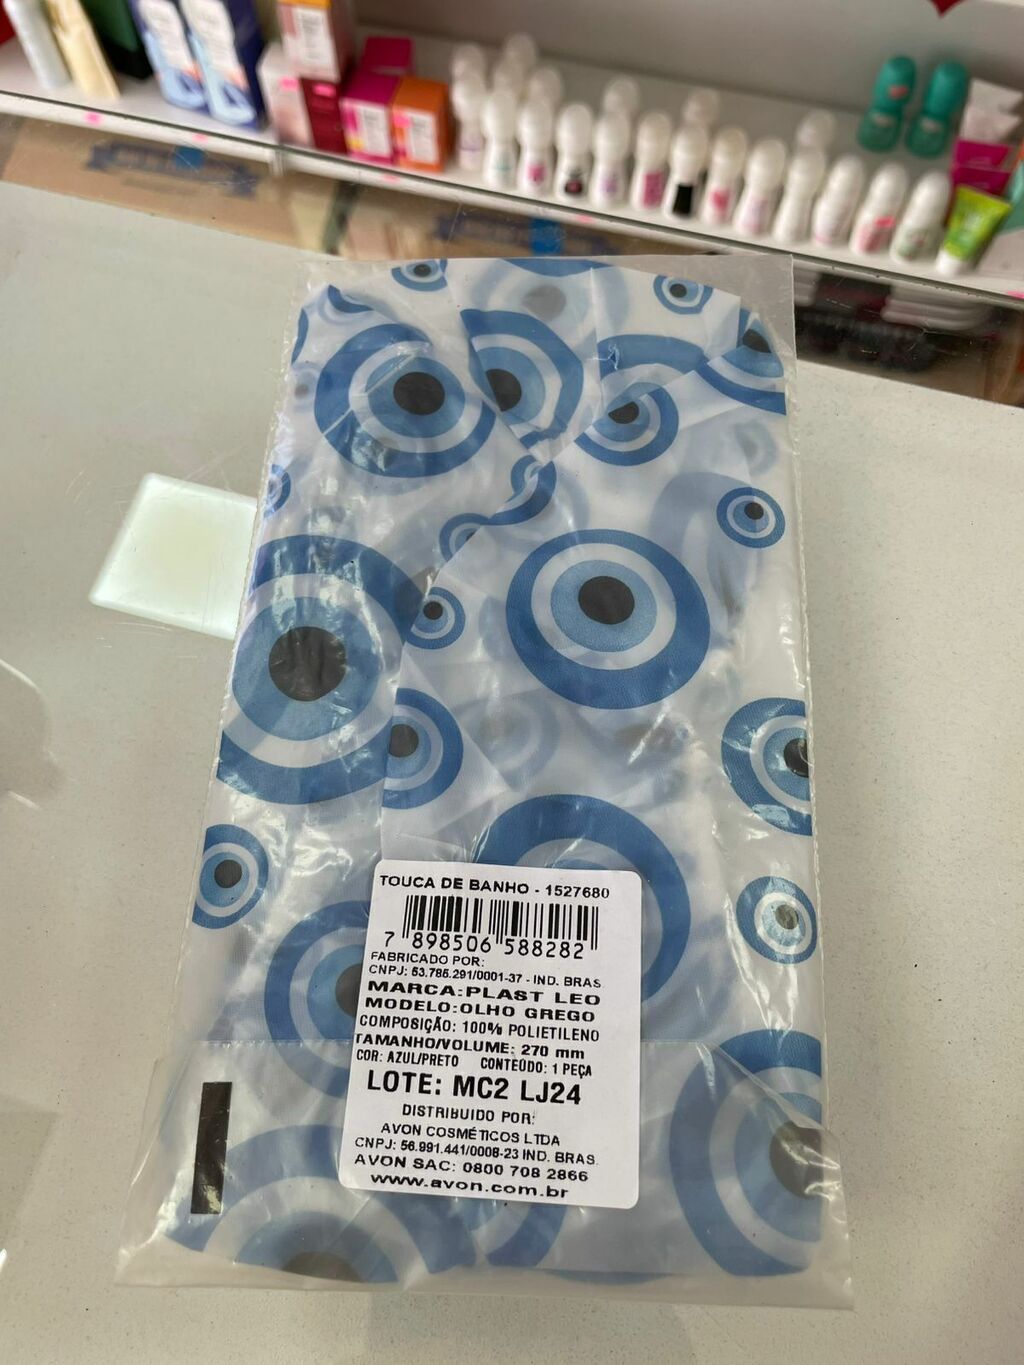 TOUCA DE BANHO - 1527680
7 898506 588282
FABRICADO POR:
CNPJ: 53.785.291/0001-37 - IND. BRAS.
MARCA:PLAST LEO
MODELO:OLHO GREGO
COMPOSIÇÃO: 100% POLIETILENO
TAMANHO/VOLUME: 270 mm
COR: AZUL/PRETO CONTEÚDO: 1 PEÇA
LOTE: MC2 LJ24
DISTRIBUIDO POR:
AVON COSMÉTICOS LTDA
CNPJ: 56.991.441/0008-23 IND. BRAS.
AVON SAC: 0800 708 2866
www.avon.com.br